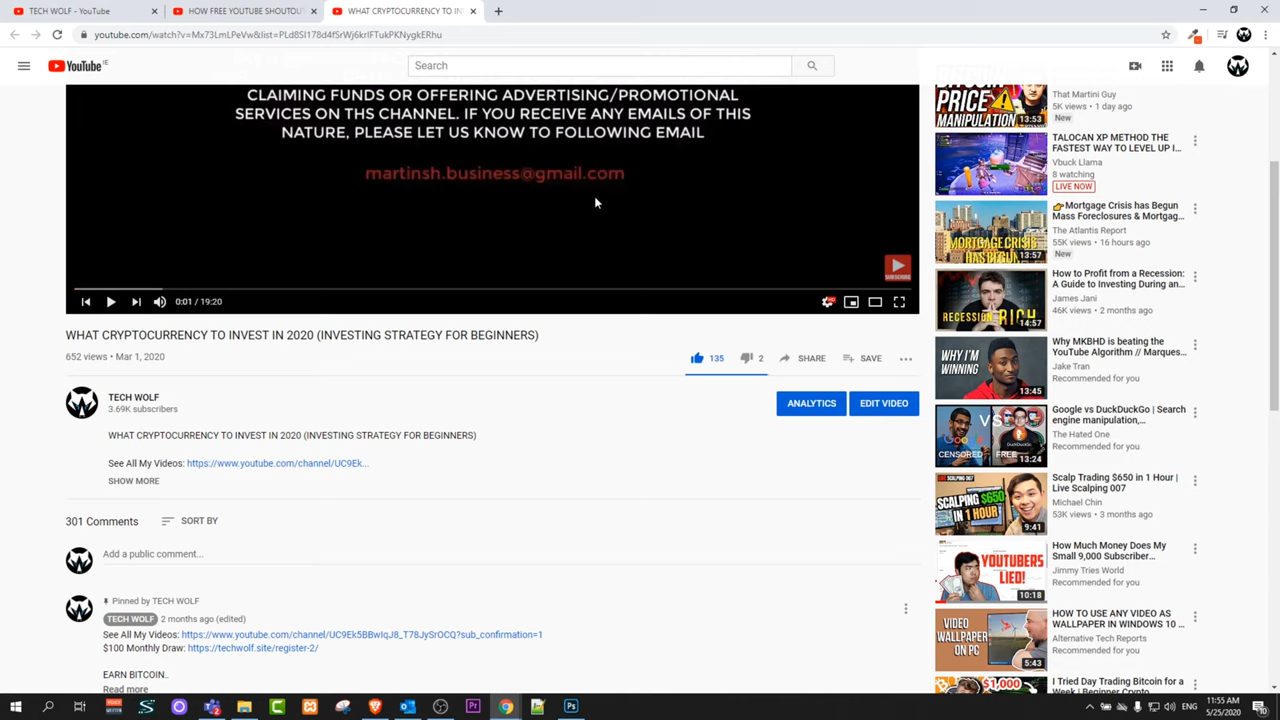 TECH WOLF - YouTube
HOW FREE YOUTUBE SHOUTOU
WHAT CRYPTOCURRENCY TO IN
youtube.com/watch?v=Mx73LmLPeVw&list=PLd8SI178d4fSrWj6krIFTukPKNygkERhu
YouTube IE
Search
CLAIMING FUNDS OR OFFERING ADVERTISING/PROMOTIONAL
SERVICES ON THS CHANNEL. IF YOU RECEIVE ANY EMAILS OF THIS
NATURE, PLEASE LET US KNOW TO FOLLOWING EMAIL
martinsh.business@gmail.com
SUBSCRIBE
0:01 / 19:20
WHAT CRYPTOCURRENCY TO INVEST IN 2020 (INVESTING STRATEGY FOR BEGINNERS)
652 views • Mar 1, 2020
135
2
SHARE
SAVE
TECH WOLF
3.69K subscribers
ANALYTICS
EDIT VIDEO
WHAT CRYPTOCURRENCY TO INVEST IN 2020 (INVESTING STRATEGY FOR BEGINNERS)
See All My Videos: https://www.youtube.com/channel/UC9Ek...
SHOW MORE
301 Comments
SORT BY
Add a public comment...
Pinned by TECH WOLF
TECH WOLF 2 months ago (edited)
See All My Videos: https://www.youtube.com/channel/UC9Ek5BBwIqJ8_T78JySrOCQ?sub_confirmation=1
$100 Monthly Draw: https://techwolf.site/register-2/
EARN BITCOIN..
Read more
PRICE
MANIPULATION
13:53
That Martini Guy
5K views • 1 day ago
New
TALOCAN XP METHOD THE
FASTEST WAY TO LEVEL UP I...
Vbuck Llama
8 watching
LIVE NOW
MORTGAGE
CRISIS
HAS BEGUN
13:57
👉Mortgage Crisis has Begun
Mass Foreclosures & Mortgag...
The Atlantis Report
55K views • 16 hours ago
New
RECESSION RICH
14:57
How to Profit from a Recession:
A Guide to Investing During an...
James Jani
46K views • 2 months ago
WHY I'M
WINNING
13:45
Why MKBHD is beating the
YouTube Algorithm // Marques...
Jake Tran
Recommended for you
VS
Google
DuckDuckGo
CENSORED
FREE
13:24
Google vs DuckDuckGo | Search
engine manipulation,...
The Hated One
Recommended for you
LIVE SCALPING 007
SCALPING $650
IN 1 HOUR
9:41
Scalp Trading $650 in 1 Hour |
Live Scalping 007
Michael Chin
53K views • 3 months ago
YOUTUBERS
LIED!
10:18
How Much Money Does My
Small 9,000 Subscriber...
Jimmy Tries World
Recommended for you
VIDEO
WALLPAPER
ON PC
5:43
HOW TO USE ANY VIDEO AS
WALLPAPER IN WINDOWS 10 ...
Alternative Tech Reports
Recommended for you
$1,000
I Tried Day Trading Bitcoin for a
Week | Beginner Crypto
11:55 AM
5/25/2020